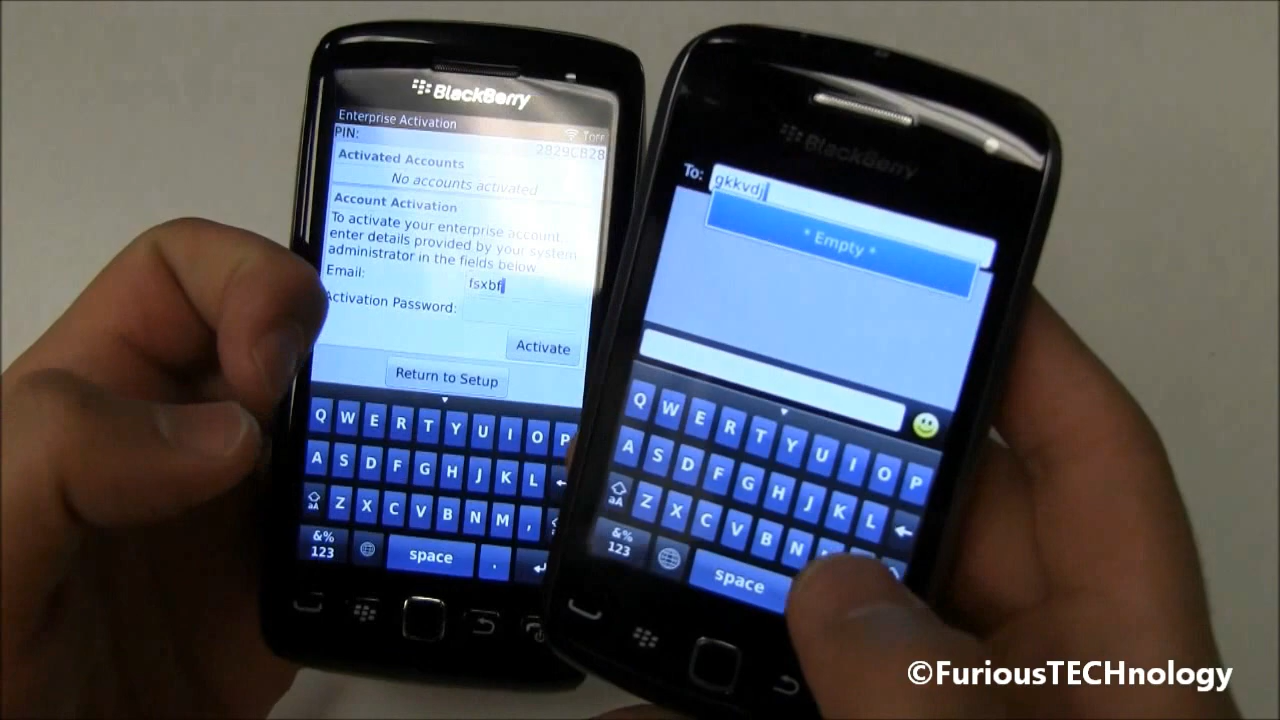 BlackBerry
Enterprise Activation
PIN:
2829CB28
Activated Accounts
No accounts activated
Account Activation
To activate your enterprise account,
enter details provided by your system
administrator in the fields below
Email: fsxbf
Activation Password:
Activate
Return to Setup
Q W E R T Y U I O P
A S D F G H J K L
aA Z X C V B N M ,
&% 123 space .
BlackBerry
To: gkkvdj
* Empty *
Q W E R T Y U I O P
A S D F G H J K L
aA Z X C V B N
&% 123 space
©FuriousTECHnology